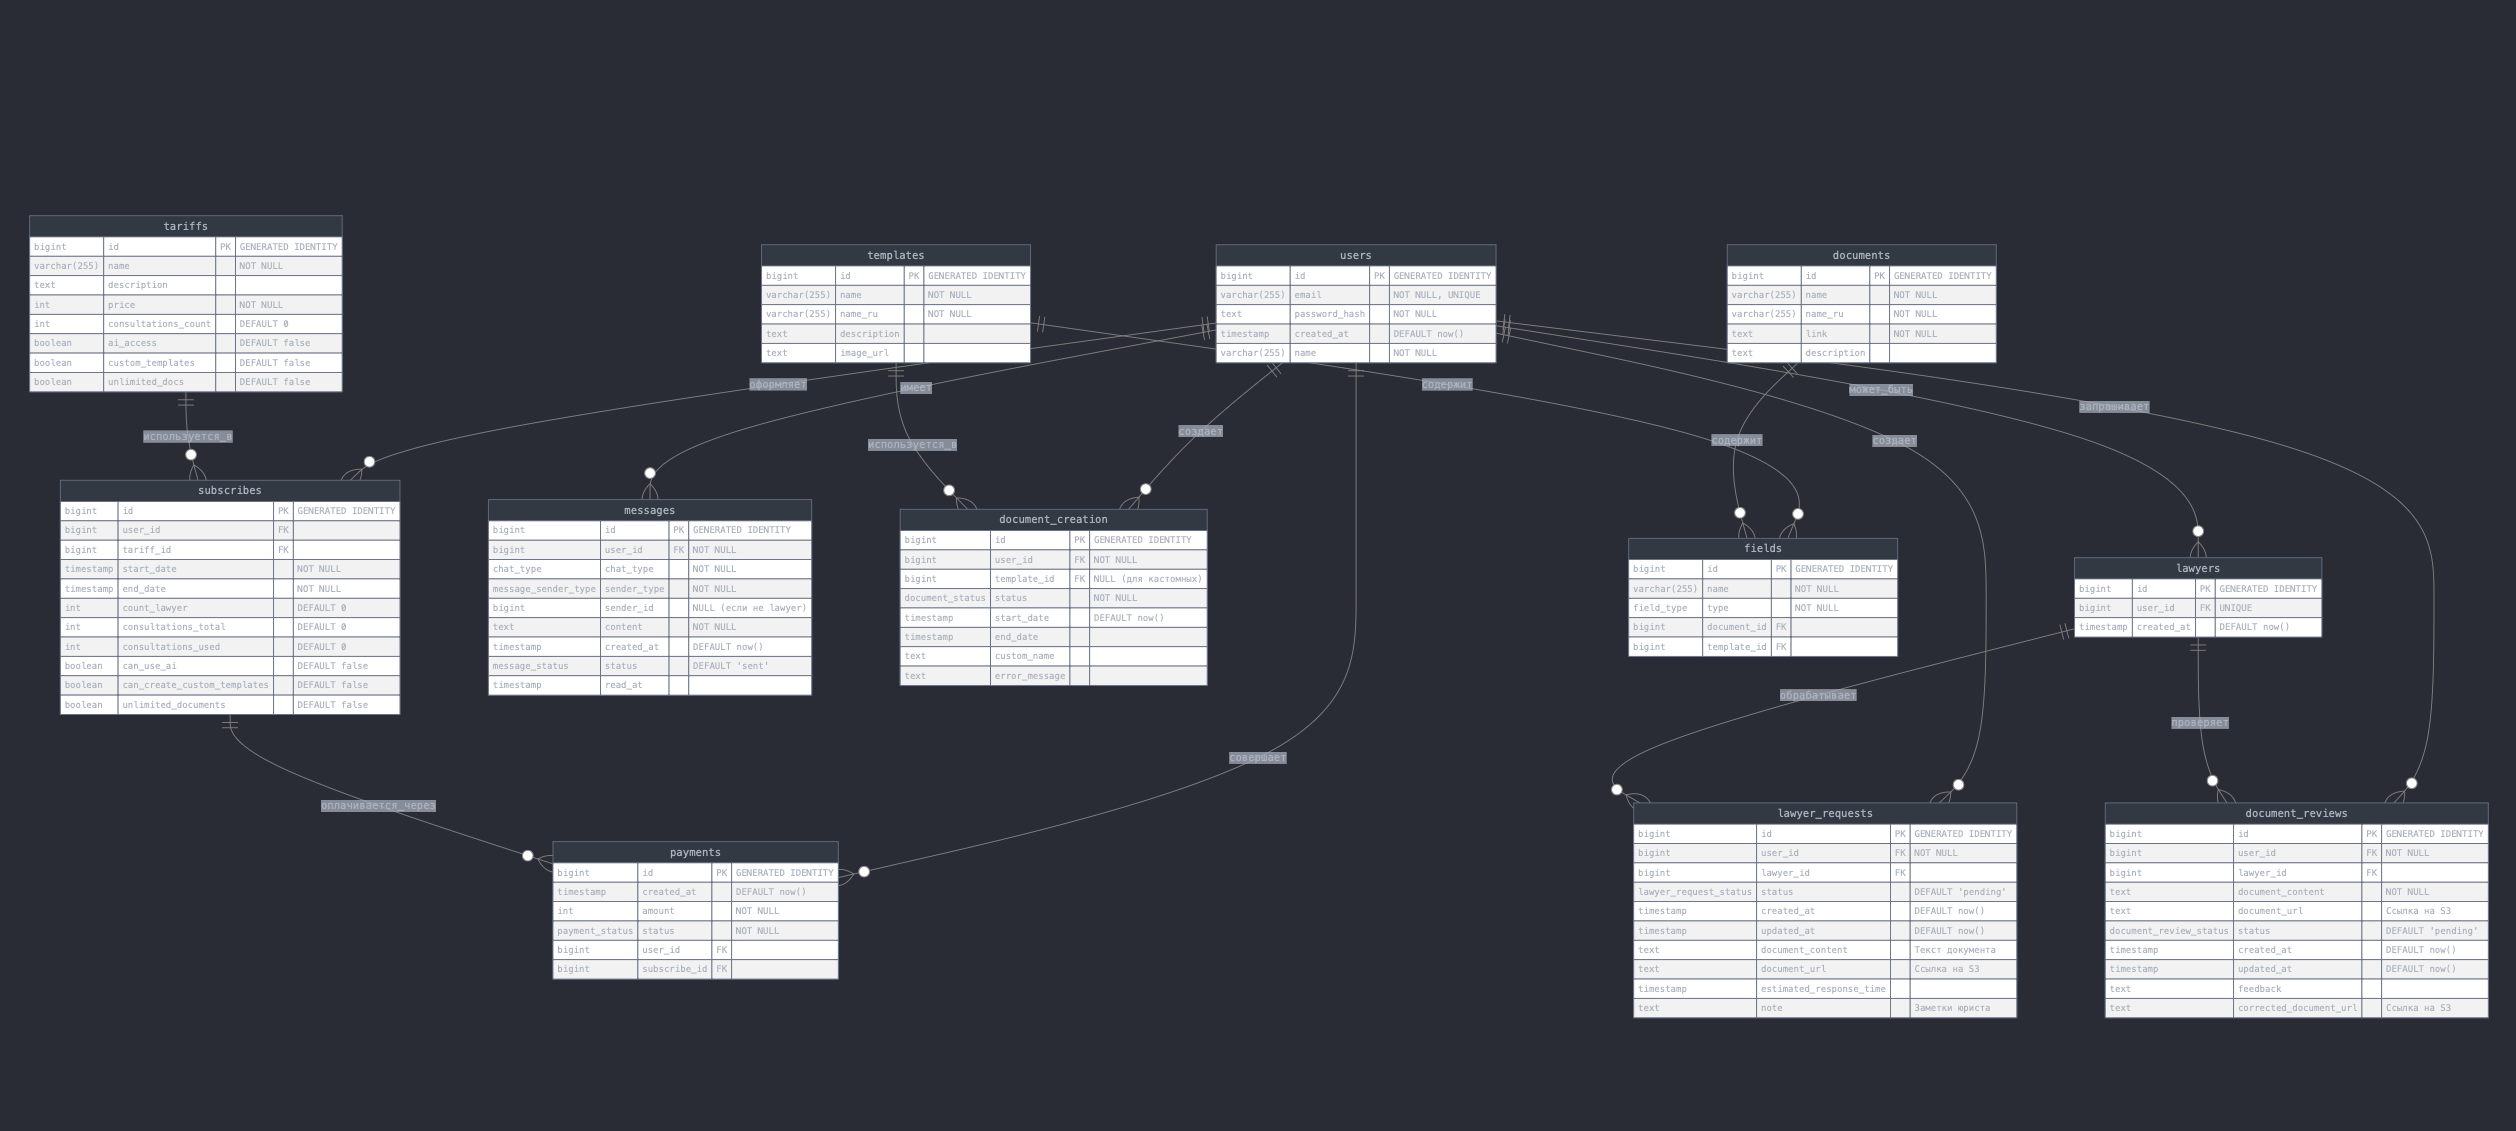 tariffs
bigint id PK GENERATED IDENTITY
varchar(255) name NOT NULL
text description
int price NOT NULL
int consultations_count DEFAULT 0
boolean ai_access DEFAULT false
boolean custom_templates DEFAULT false
boolean unlimited_docs DEFAULT false
templates
bigint id PK GENERATED IDENTITY
varchar(255) name NOT NULL
varchar(255) name_ru NOT NULL
text description
text image_url
users
bigint id PK GENERATED IDENTITY
varchar(255) email NOT NULL, UNIQUE
text password_hash NOT NULL
timestamp created_at DEFAULT now()
varchar(255) name NOT NULL
documents
bigint id PK GENERATED IDENTITY
varchar(255) name NOT NULL
varchar(255) name_ru NOT NULL
text link NOT NULL
text description
оформляет
имеет
содержит
может_быть
запрашивает
используется_в
используется_в
создает
содержит
создает
subscribes
bigint id PK GENERATED IDENTITY
bigint user_id FK
bigint tariff_id FK
timestamp start_date NOT NULL
timestamp end_date NOT NULL
int count_lawyer DEFAULT 0
int consultations_total DEFAULT 0
int consultations_used DEFAULT 0
boolean can_use_ai DEFAULT false
boolean can_create_custom_templates DEFAULT false
boolean unlimited_documents DEFAULT false
messages
bigint id PK GENERATED IDENTITY
bigint user_id FK NOT NULL
chat_type chat_type NOT NULL
message_sender_type sender_type NOT NULL
bigint sender_id NULL (если не lawyer)
text content NOT NULL
timestamp created_at DEFAULT now()
message_status status DEFAULT 'sent'
timestamp read_at
document_creation
bigint id PK GENERATED IDENTITY
bigint user_id FK NOT NULL
bigint template_id FK NULL (для кастомных)
document_status status NOT NULL
timestamp start_date DEFAULT now()
timestamp end_date
text custom_name
text error_message
fields
bigint id PK GENERATED IDENTITY
varchar(255) name NOT NULL
field_type type NOT NULL
bigint document_id FK
bigint template_id FK
lawyers
bigint id PK GENERATED IDENTITY
bigint user_id FK UNIQUE
timestamp created_at DEFAULT now()
обрабатывает
проверяет
совершает
оплачивается_через
payments
bigint id PK GENERATED IDENTITY
timestamp created_at DEFAULT now()
int amount NOT NULL
payment_status status NOT NULL
bigint user_id FK
bigint subscribe_id FK
lawyer_requests
bigint id PK GENERATED IDENTITY
bigint user_id FK NOT NULL
bigint lawyer_id FK
lawyer_request_status status DEFAULT 'pending'
timestamp created_at DEFAULT now()
timestamp updated_at DEFAULT now()
text document_content Текст документа
text document_url Ссылка на S3
timestamp estimated_response_time
text note Заметки юриста
document_reviews
bigint id PK GENERATED IDENTITY
bigint user_id FK NOT NULL
bigint lawyer_id FK
text document_content NOT NULL
text document_url Ссылка на S3
document_review_status status DEFAULT 'pending'
timestamp created_at DEFAULT now()
timestamp updated_at DEFAULT now()
text feedback
text corrected_document_url Ссылка на S3